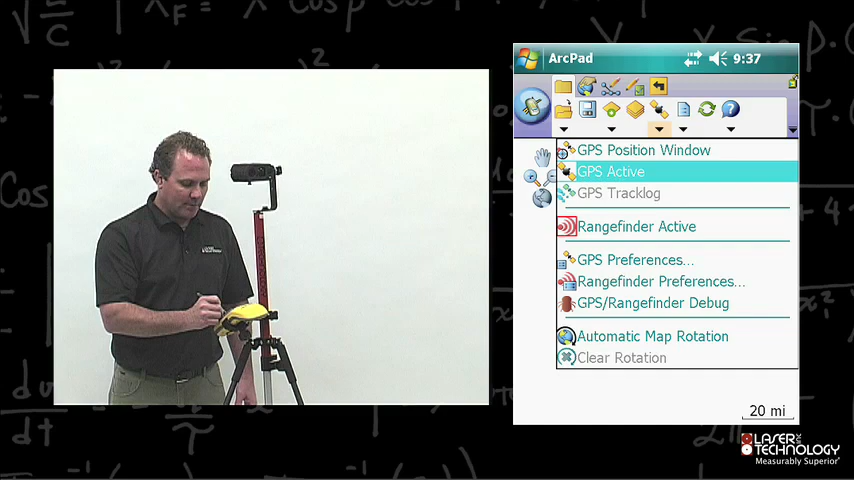 ArcPad 9:37
GPS Position Window
GPS Active
GPS Tracklog
Rangefinder Active
GPS Preferences...
Rangefinder Preferences...
GPS/Rangefinder Debug
Automatic Map Rotation
Clear Rotation
20 mi
LASER INC
TECHNOLOGY
Measurably Superior®